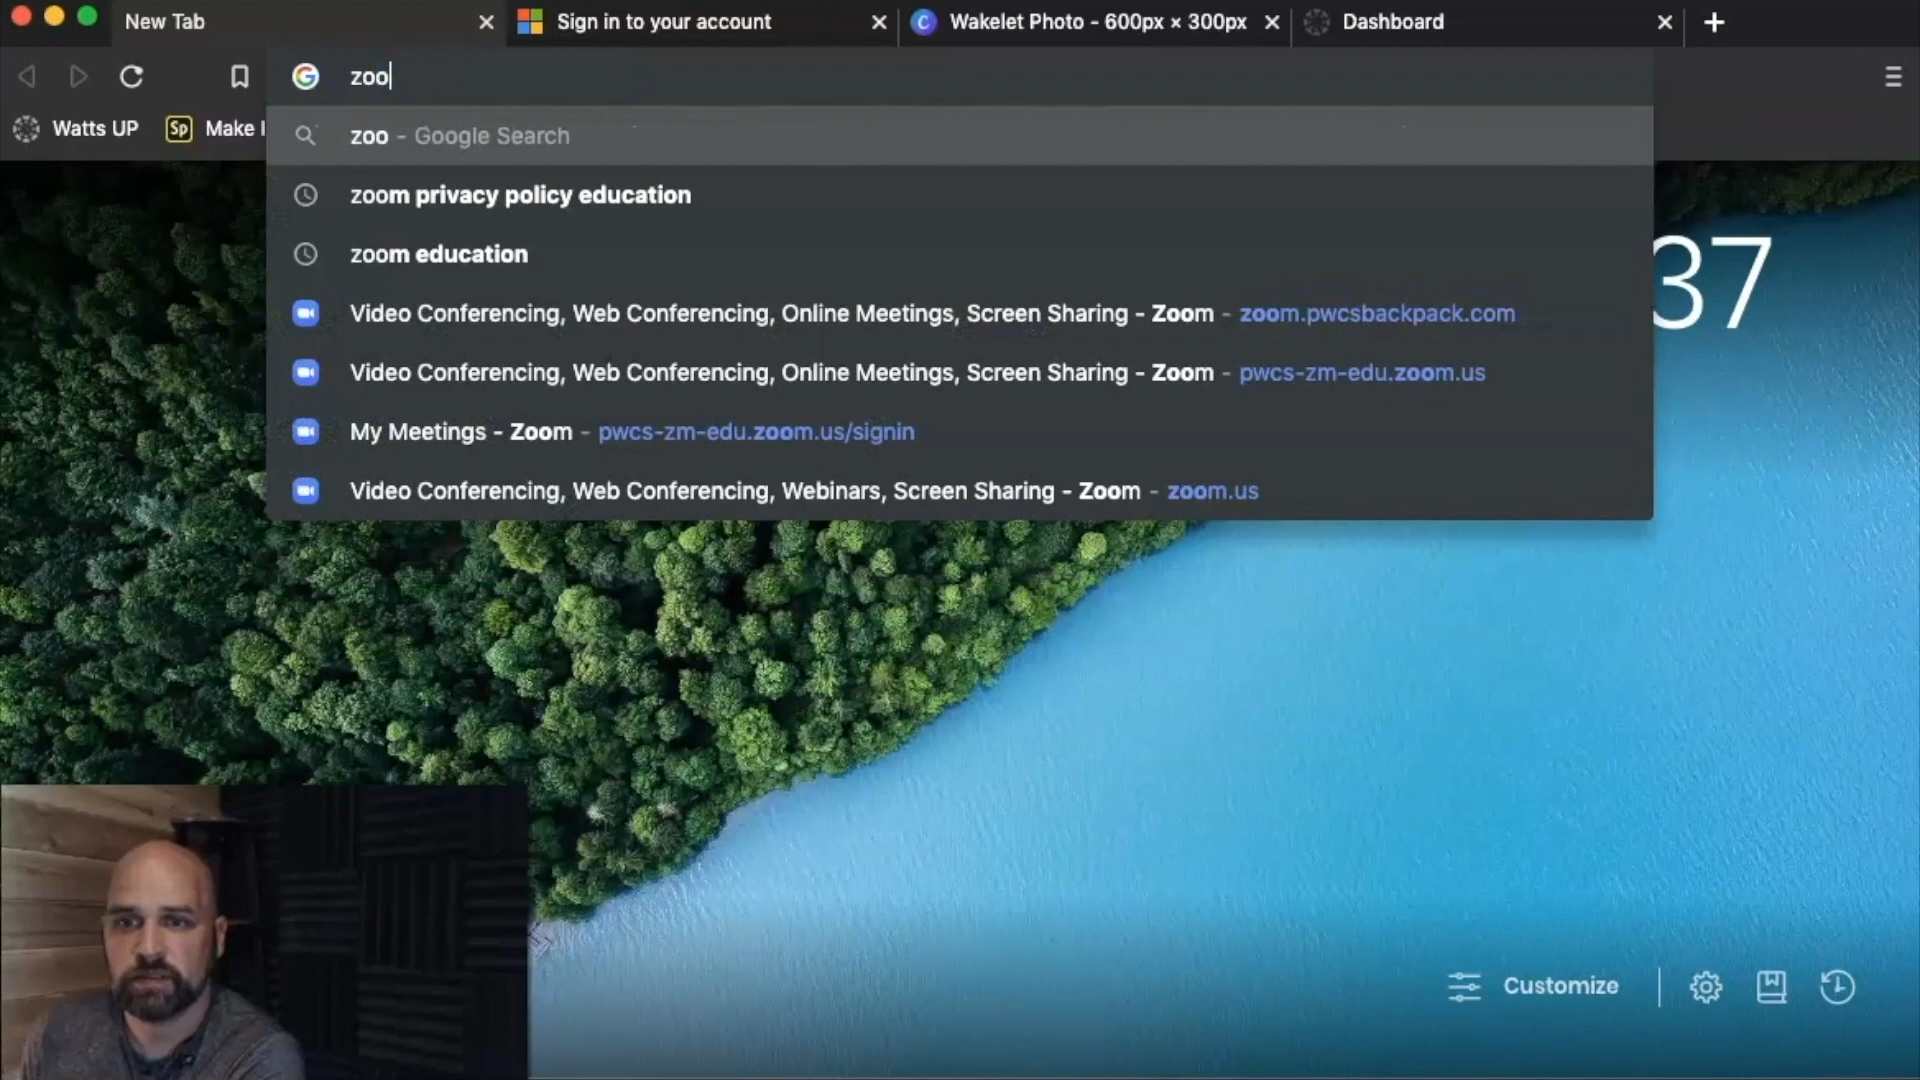 New Tab
Sign in to your account
Wakelet Photo - 600px × 300px
Dashboard
zoo
Watts UP
Sp
Make I
zoo - Google Search
zoom privacy policy education
zoom education
Video Conferencing, Web Conferencing, Online Meetings, Screen Sharing - Zoom - zoom.pwcsbackpack.com
Video Conferencing, Web Conferencing, Online Meetings, Screen Sharing - Zoom - pwcs-zm-edu.zoom.us
My Meetings - Zoom - pwcs-zm-edu.zoom.us/signin
Video Conferencing, Web Conferencing, Webinars, Screen Sharing - Zoom - zoom.us
37
Customize